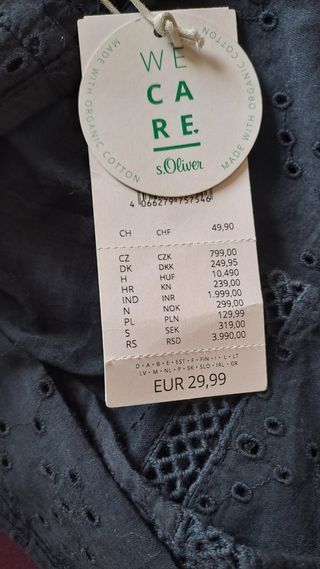 MADE WITH ORGANIC COTTON
WE
CA
RE.
s.Oliver
MADE WITH ORGANIC COTTON
4 066279 757546
CH CHF 49,90
CZ CZK 799,00
DK DKK 249,95
H HUF 10.490
HR KN 239,00
IND INR 1.999,00
N NOK 299,00
PL PLN 129,99
S SEK 319,00
RS RSD 3.990,00
D • A • B • E • EST • F • FIN • I • L • LT
LV • M • NL • P • SK • SLO • IRL • GR
EUR 29,99